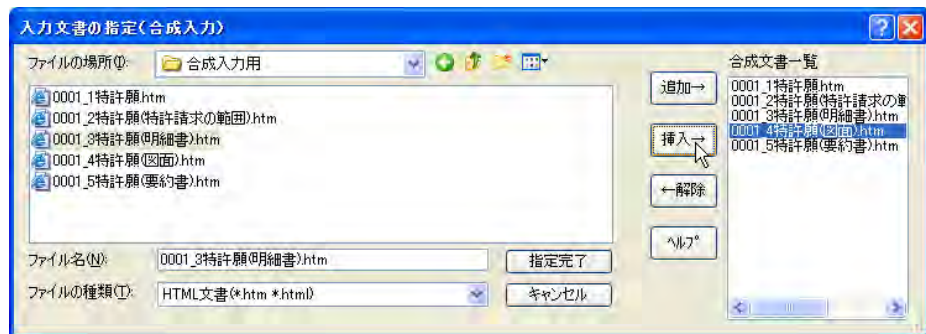 入力文書の指定(合成入力)
ファイルの場所(I):
合成入力用
0001_1特許願.htm
0001_2特許願(特許請求の範囲).htm
0001_3特許願(明細書).htm
0001_4特許願(図面).htm
0001_5特許願(要約書).htm
ファイル名(N):
0001_3特許願(明細書).htm
指定完了
ファイルの種類(T):
HTML文書(*.htm *.html)
キャンセル
追加→
挿入→
←解除
ヘルプ
合成文書一覧
0001_1特許願.htm
0001_2特許願(特許請求の範
0001_3特許願(明細書).htm
0001_4特許願(図面).htm
0001_5特許願(要約書).htm